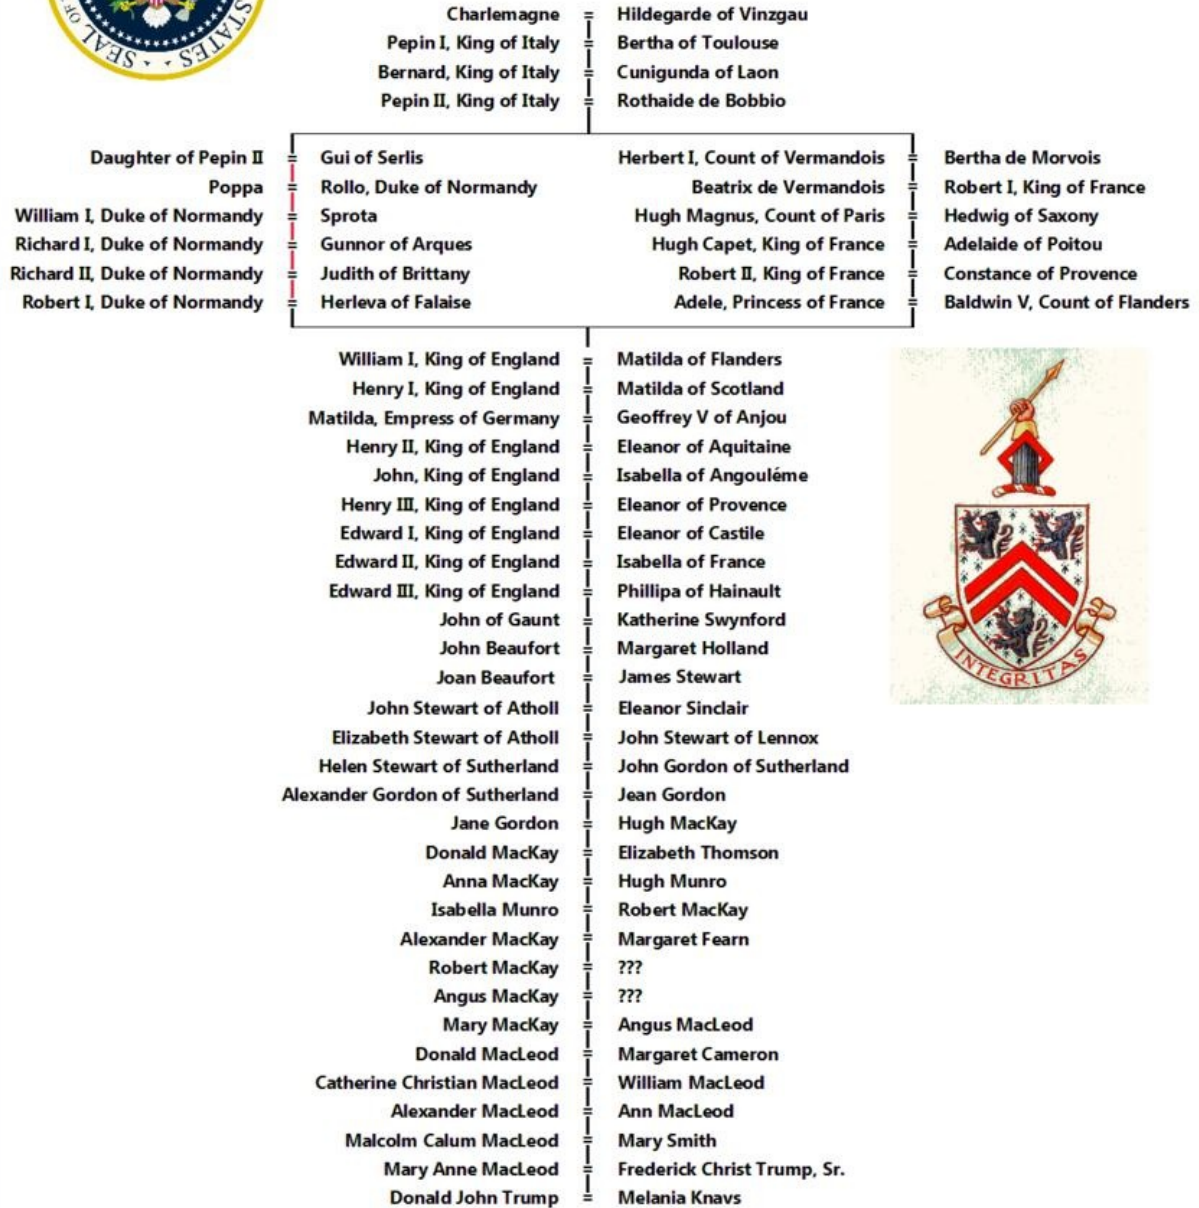 SEAL OF STATES
Charlemagne = Hildegarde of Vinzgau
Pepin I, King of Italy = Bertha of Toulouse
Bernard, King of Italy = Cunigunda of Laon
Pepin II, King of Italy = Rothaide de Bobbio
Daughter of Pepin II = Gui of Serlis Herbert I, Count of Vermandois = Bertha de Morvois
Poppa = Rollo, Duke of Normandy Beatrix de Vermandois = Robert I, King of France
William I, Duke of Normandy = Sprota Hugh Magnus, Count of Paris = Hedwig of Saxony
Richard I, Duke of Normandy = Gunnor of Arques Hugh Capet, King of France = Adelaide of Poitou
Richard II, Duke of Normandy = Judith of Brittany Robert II, King of France = Constance of Provence
Robert I, Duke of Normandy = Herleva of Falaise Adele, Princess of France = Baldwin V, Count of Flanders
William I, King of England = Matilda of Flanders
Henry I, King of England = Matilda of Scotland
Matilda, Empress of Germany = Geoffrey V of Anjou
Henry II, King of England = Eleanor of Aquitaine
John, King of England = Isabella of Angouléme
Henry III, King of England = Eleanor of Provence
Edward I, King of England = Eleanor of Castile
Edward II, King of England = Isabella of France
Edward III, King of England = Phillipa of Hainault
John of Gaunt = Katherine Swynford
John Beaufort = Margaret Holland
Joan Beaufort = James Stewart
John Stewart of Atholl = Eleanor Sinclair
Elizabeth Stewart of Atholl = John Stewart of Lennox
Helen Stewart of Sutherland = John Gordon of Sutherland
Alexander Gordon of Sutherland = Jean Gordon
Jane Gordon = Hugh MacKay
Donald MacKay = Elizabeth Thomson
Anna MacKay = Hugh Munro
Isabella Munro = Robert MacKay
Alexander MacKay = Margaret Fearn
Robert MacKay = ???
Angus MacKay = ???
Mary MacKay = Angus MacLeod
Donald MacLeod = Margaret Cameron
Catherine Christian MacLeod = William MacLeod
Alexander MacLeod = Ann MacLeod
Malcolm Calum MacLeod = Mary Smith
Mary Anne MacLeod = Frederick Christ Trump, Sr.
Donald John Trump = Melania Knavs
INTEGRITAS